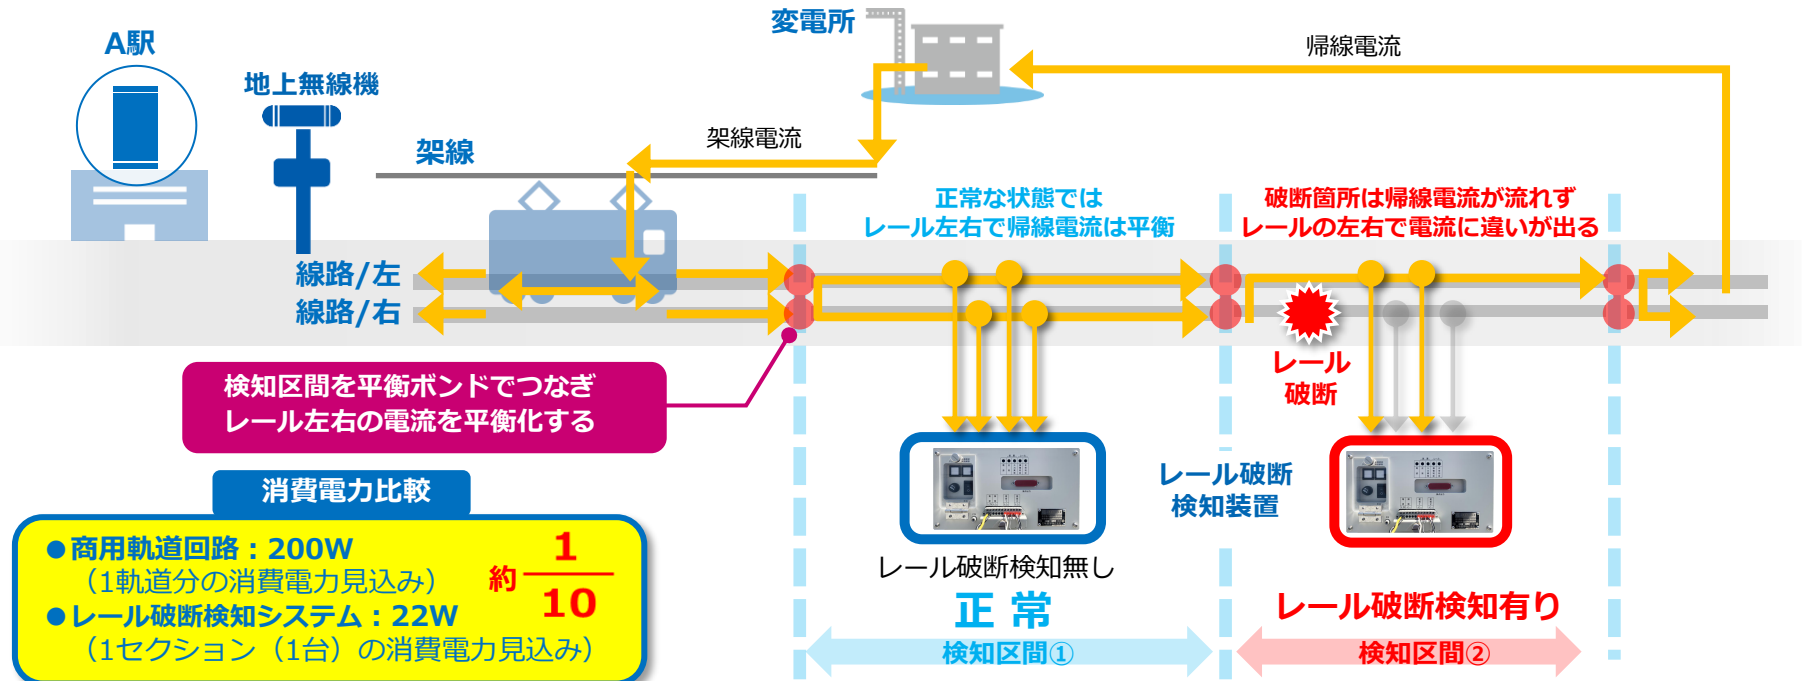 A駅
地上無線機
変電所
帰線電流
架線
架線電流
正常な状態では
レール左右で帰線電流は平衡
破断箇所は帰線電流が流れず
レールの左右で電流に違いが出る
線路/左
線路/右
レール
破断
検知区間を平衡ボンドでつなぎ
レール左右の電流を平衡化する
レール破断
検知装置
消費電力比較
●商用軌道回路：200W
（1軌道分の消費電力見込み）
●レール破断検知システム：22W
（1セクション（1台）の消費電力見込み）
約
1
10
レール破断検知無し
正 常
検知区間①
レール破断検知有り
検知区間②